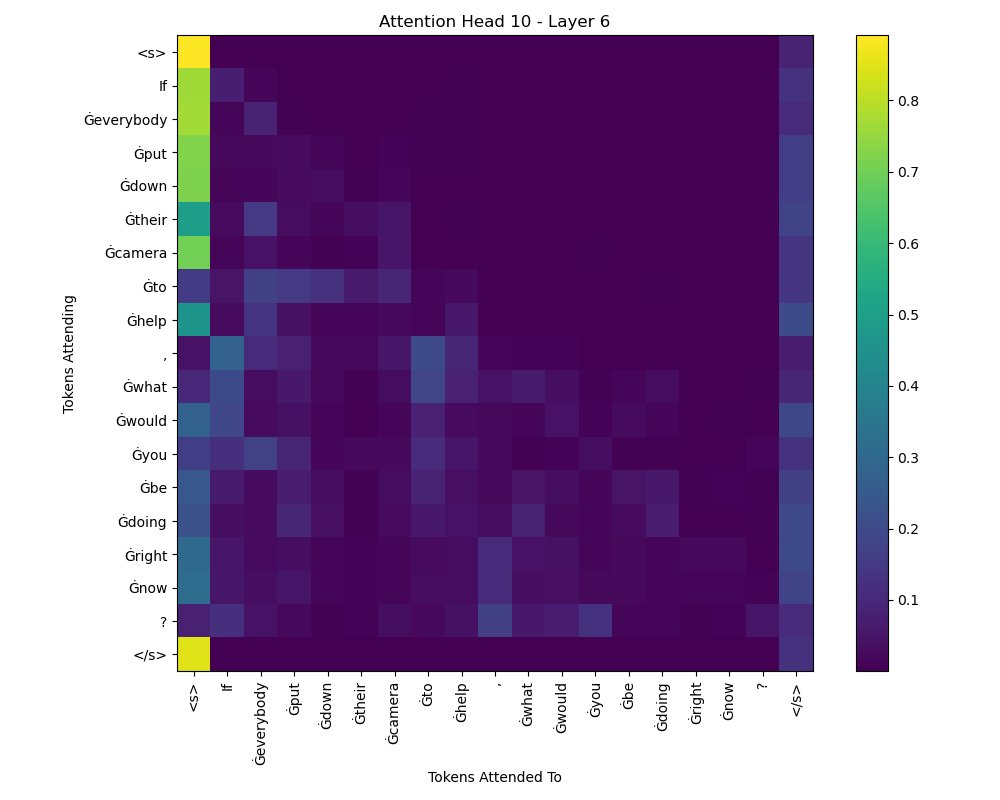 Attention Head 10 - Layer 6
Tokens Attending
<s>
If
Ġeverybody
Ġput
Ġdown
Ġtheir
Ġcamera
Ġto
Ġhelp
,
Ġwhat
Ġwould
Ġyou
Ġbe
Ġdoing
Ġright
Ġnow
?
</s>
<s>
If
Ġeverybody
Ġput
Ġdown
Ġtheir
Ġcamera
Ġto
Ġhelp
,
Ġwhat
Ġwould
Ġyou
Ġbe
Ġdoing
Ġright
Ġnow
?
</s>
Tokens Attended To
0.8
0.7
0.6
0.5
0.4
0.3
0.2
0.1